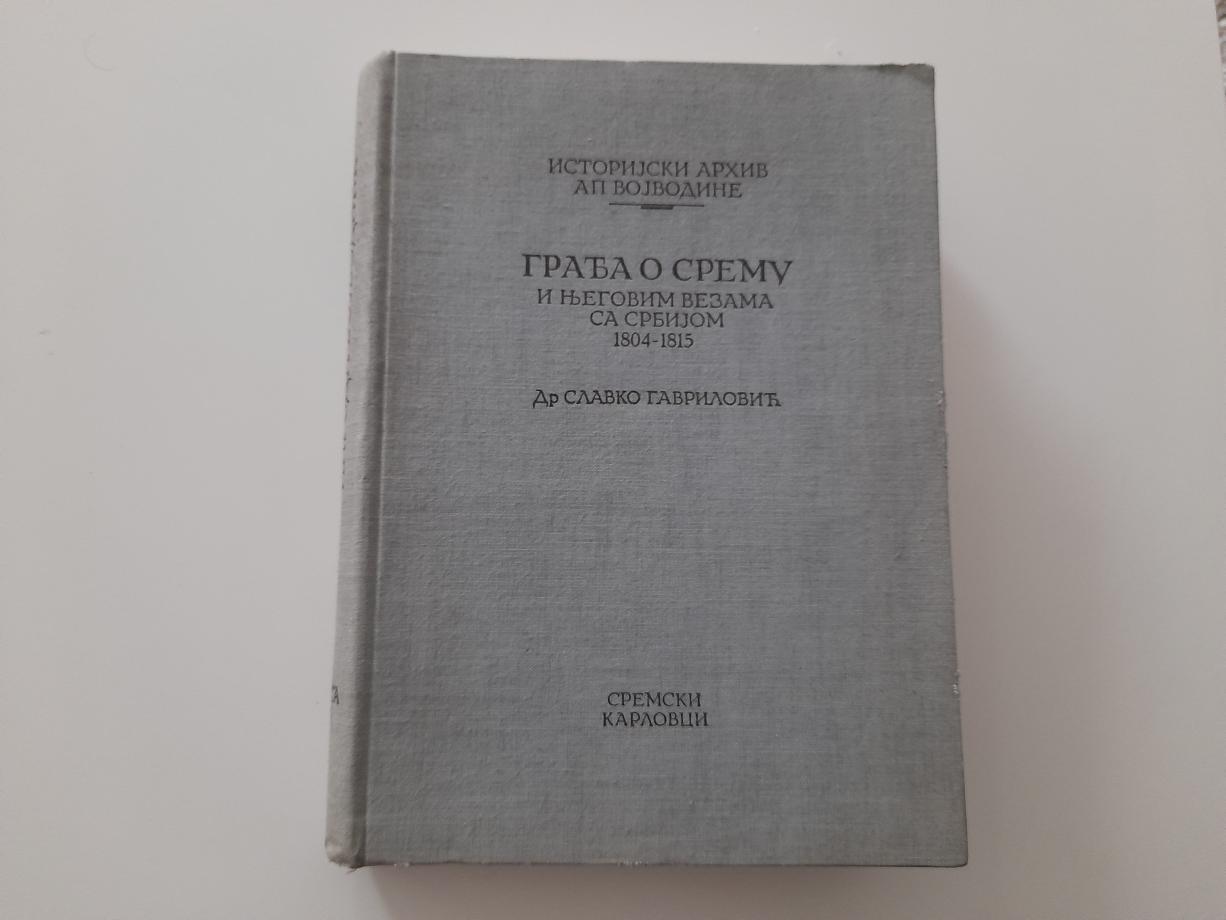 ИСТОРИЈСКИ АРХИВ
АП ВОЈВОДИНЕ
ГРАЂА О СРЕМУ
И ЊЕГОВИМ ВЕЗАМА
СА СРБИЈОМ
1804-1815
Др СЛАВКО ГАВРИЛОВИЋ
СРЕМСКИ
КАРЛОВЦИ